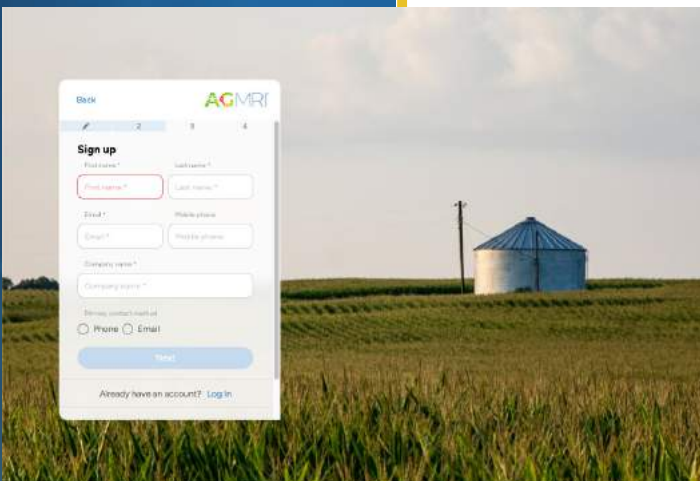 Back AGMRI
2 3 4
Sign up
First name * Last name *
First name * Last name *
Email * Mobile phone
Email * Mobile phone
Company name *
Company name *
Primary contact method
Phone Email
Next
Already have an account? Log In